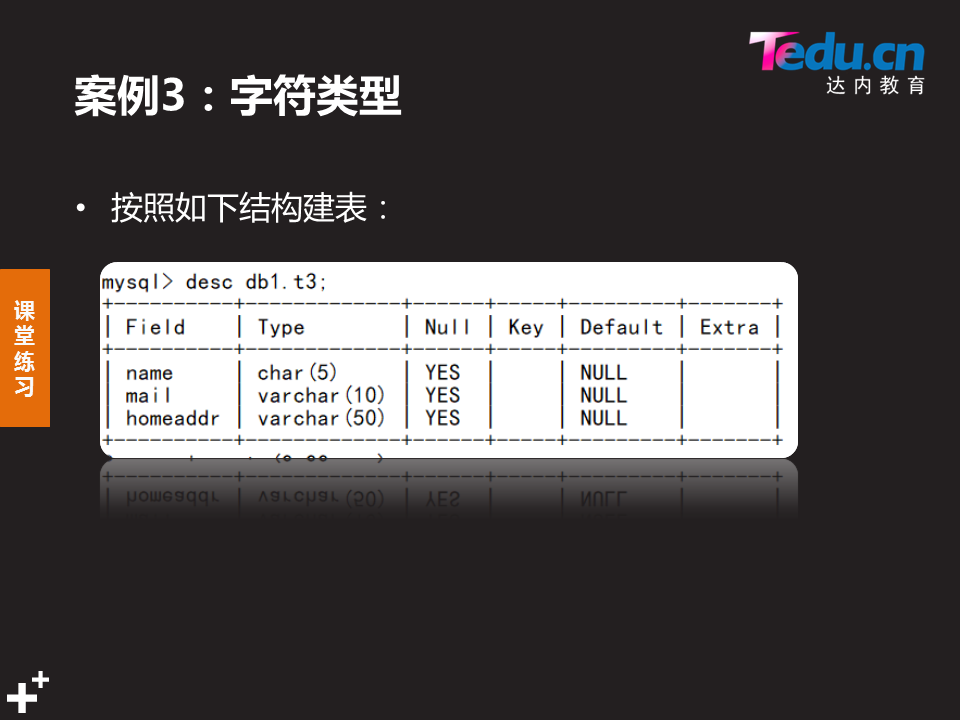 Tedu.cn
达内教育
案例3：字符类型
• 按照如下结构建表：
课堂练习
mysql> desc db1.t3;
+----------+-------------+------+-----+---------+-------+
| Field    | Type        | Null | Key | Default | Extra |
+----------+-------------+------+-----+---------+-------+
| name     | char(5)     | YES  |     | NULL    |       |
| mail     | varchar(10) | YES  |     | NULL    |       |
| homeaddr | varchar(50) | YES  |     | NULL    |       |
+----------+-------------+------+-----+---------+-------+